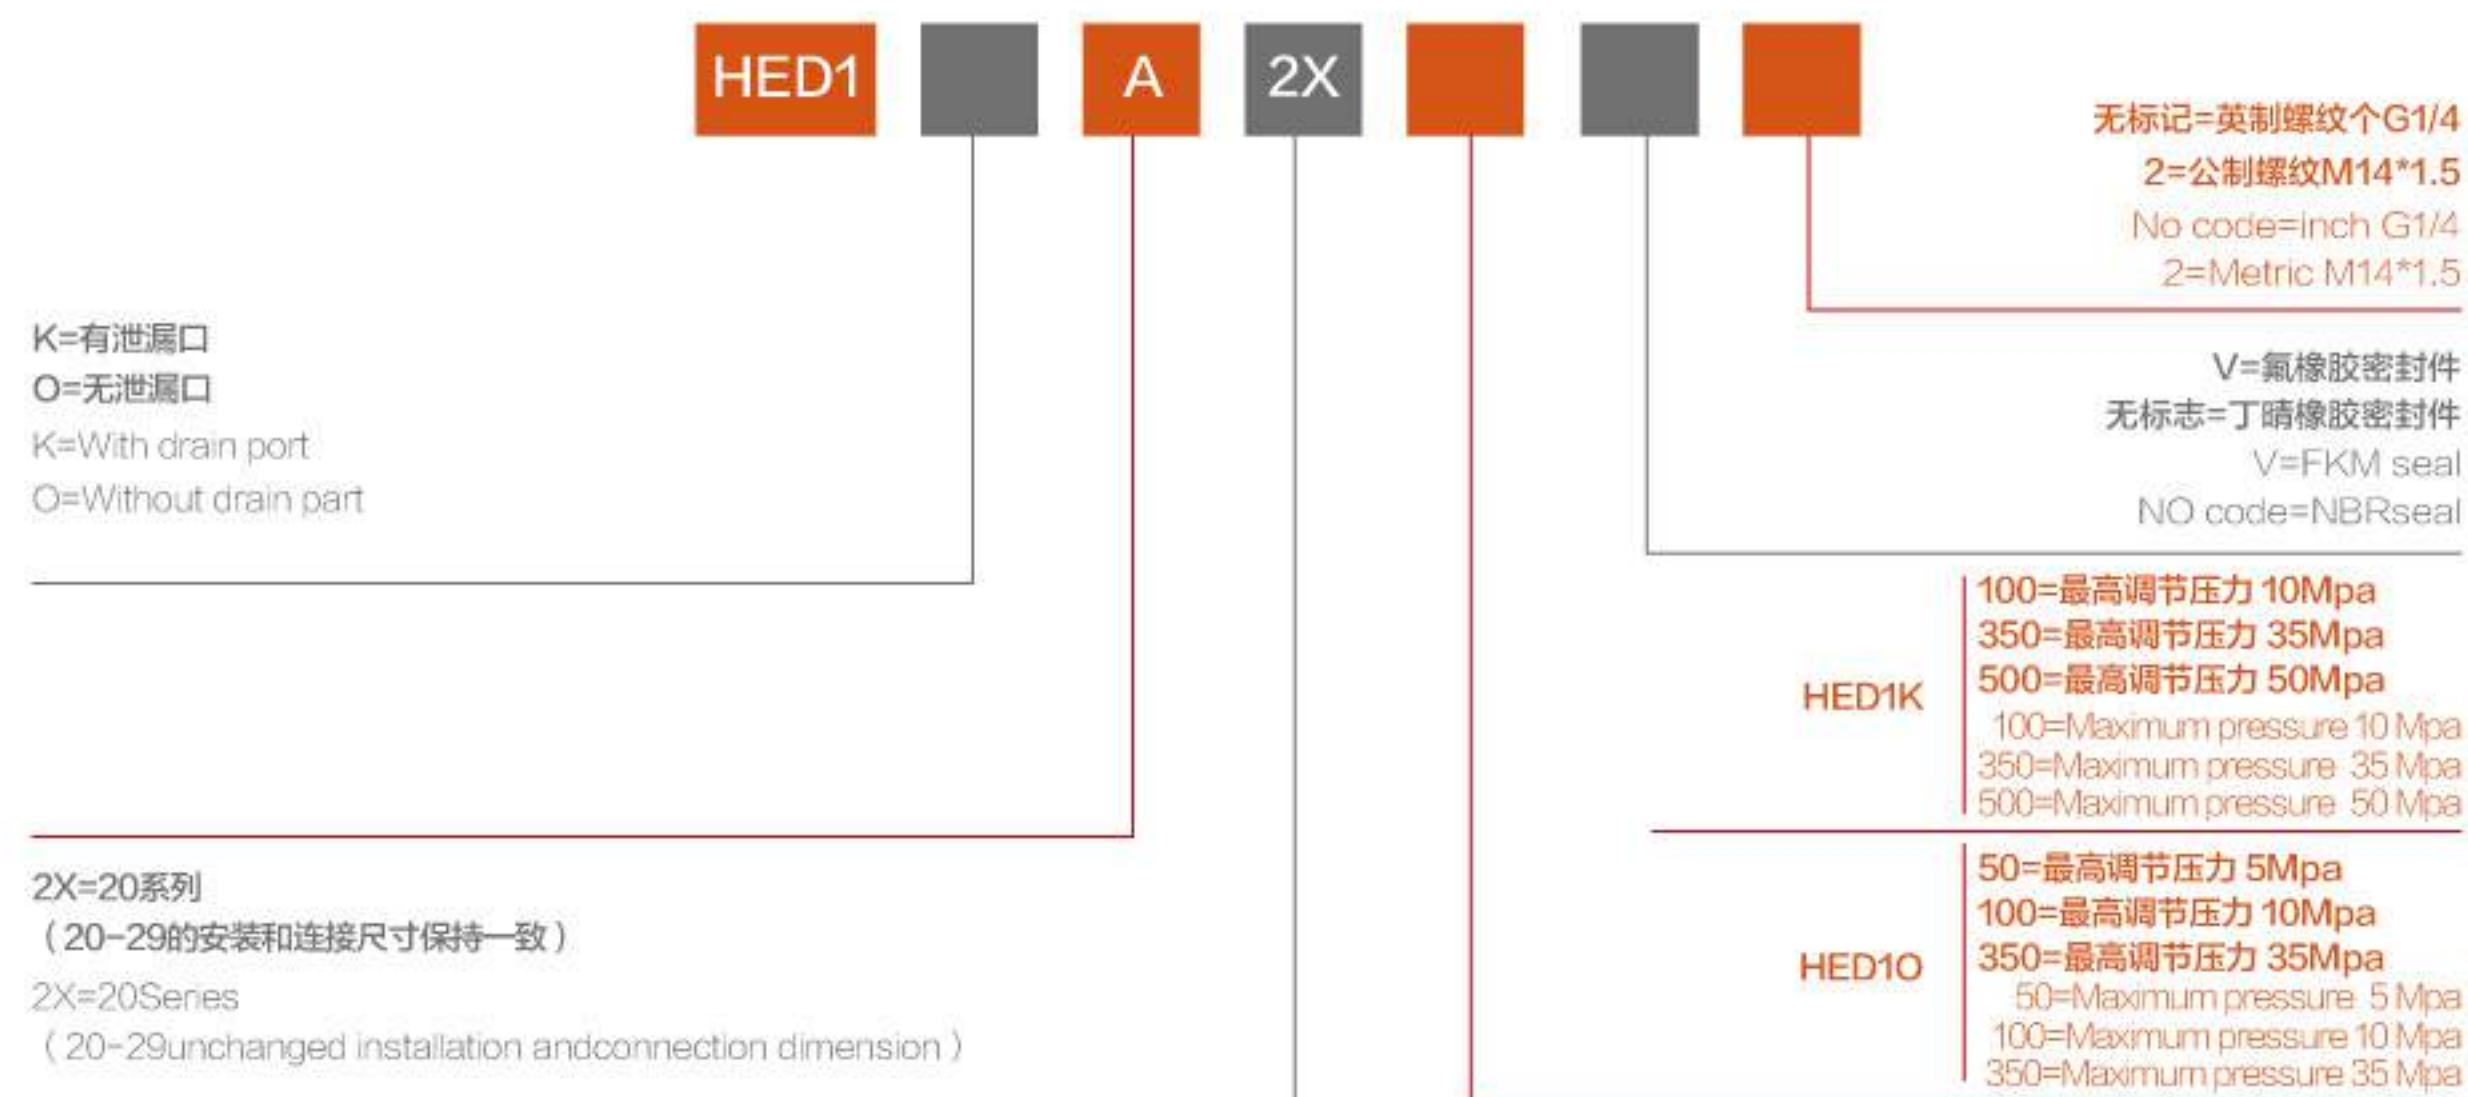 HED1 A 2X
无标记=英制螺纹个G1/4
2=公制螺纹M14*1.5
No code=inch G1/4
2=Metric M14*1.5
K=有泄漏口
O=无泄漏口
K=With drain port
O=Without drain part
V=氟橡胶密封件
无标志=丁晴橡胶密封件
V=FKM seal
NO code=NBRseal
HED1K
100=最高调节压力 10Mpa
350=最高调节压力 35Mpa
500=最高调节压力 50Mpa
100=Maximum pressure 10 Mpa
350=Maximum pressure 35 Mpa
500=Maximum pressure 50 Mpa
2X=20系列
（20-29的安装和连接尺寸保持一致）
2X=20Series
（20-29unchanged installation andconnection dimension）
HED1O
50=最高调节压力 5Mpa
100=最高调节压力 10Mpa
350=最高调节压力 35Mpa
50=Maximum pressure 5 Mpa
100=Maximum pressure 10 Mpa
350=Maximum pressure 35 Mpa